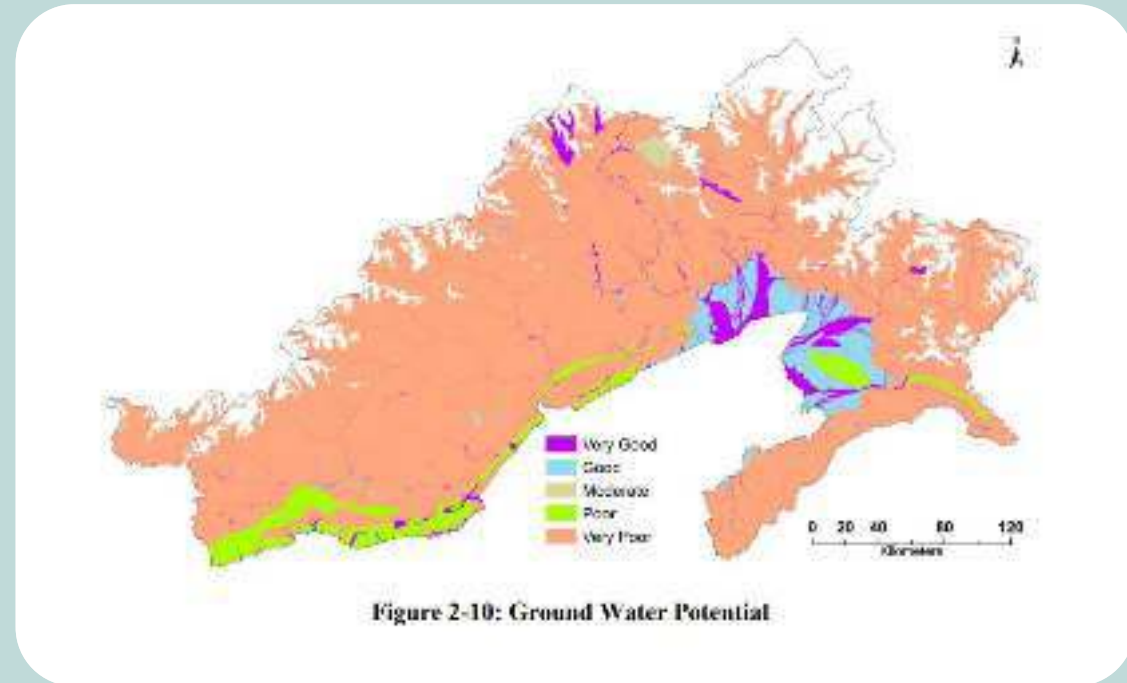 Very Good
Good
Moderate
Poor
Very Poor
0 20 40 80 120
Kilometers
Figure 2-10: Ground Water Potential